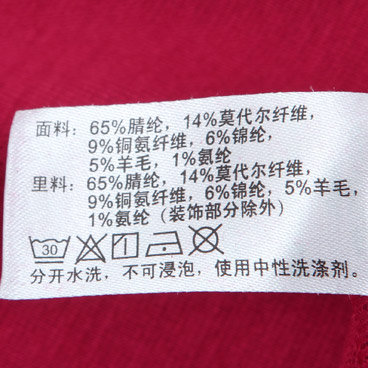 面料：65%腈纶，14%莫代尔纤维，
9%铜氨纤维，6%锦纶，
5%羊毛，1%氨纶
里料：65%腈纶，14%莫代尔纤维，
9%铜氨纤维，6%锦纶，5%羊毛，
1%氨纶（装饰部分除外）
30 1
分开水洗，不可浸泡，使用中性洗涤剂。